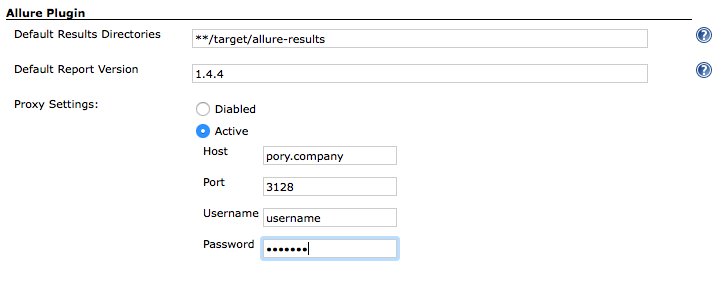 Allure Plugin
Default Results Directories **/target/allure-results ?
Default Report Version 1.4.4 ?
Proxy Settings: Diabled
Active
Host pory.company
Port 3128
Username username
Password •••••••